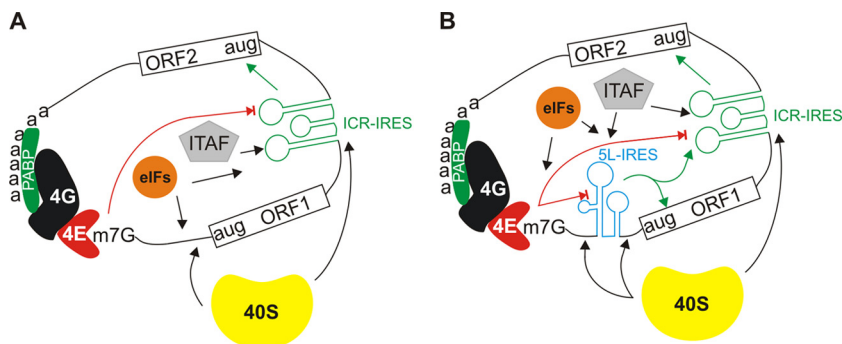 A
ORF2 aug
a
a
a
a
a
a
a
PABP
4G
4E
m7G
eIFs
ITAF
ICR-IRES
aug ORF1
40S
B
ORF2 aug
a
a
a
a
a
a
a
PABP
4G
4E
m7G
eIFs
ITAF
5L-IRES
ICR-IRES
aug ORF1
40S